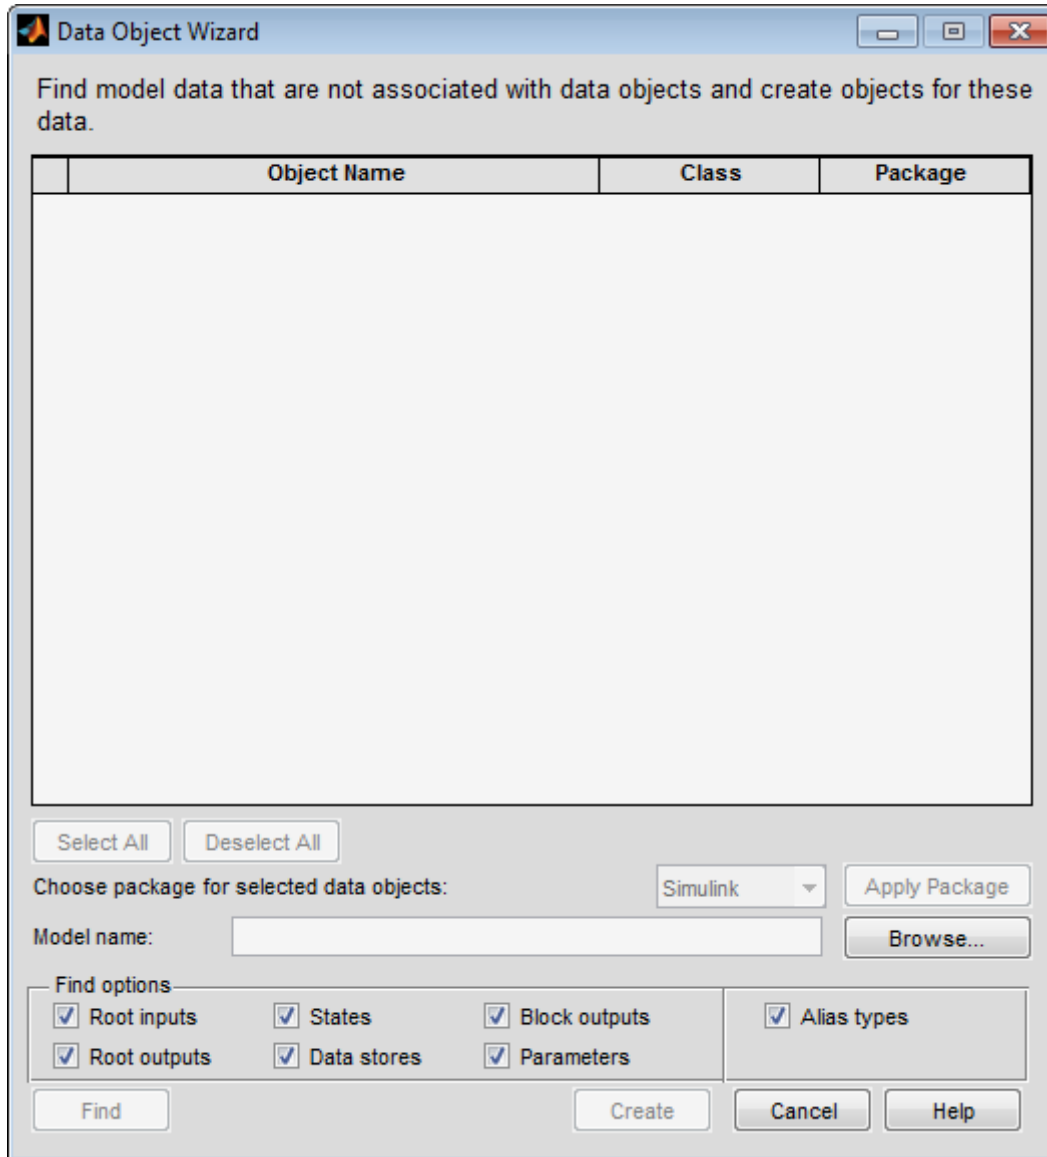 Data Object Wizard
Find model data that are not associated with data objects and create objects for these
data.
Object Name Class Package
Select All Deselect All
Choose package for selected data objects: Simulink Apply Package
Model name: Browse...
Find options
Root inputs States Block outputs Alias types
Root outputs Data stores Parameters
Find Create Cancel Help